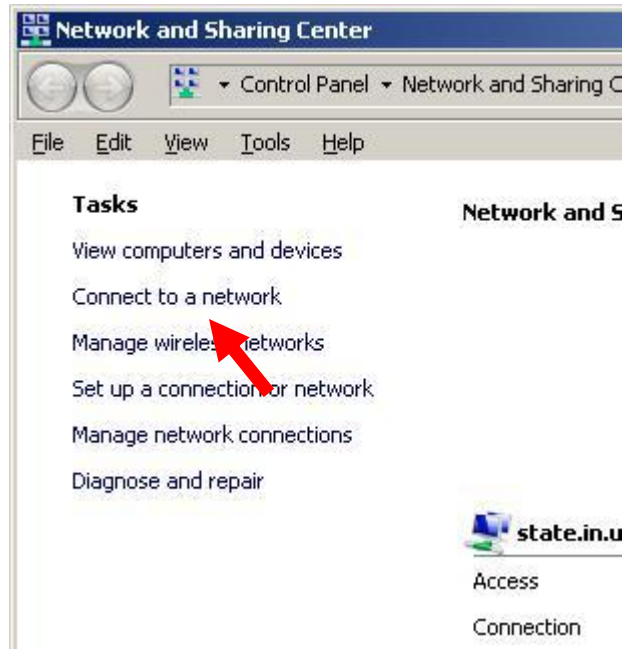 Network and Sharing Center
Control Panel Network and Sharing C
File Edit View Tools Help
Tasks
Network and S
View computers and devices
Connect to a network
Manage wireless networks
Set up a connection or network
Manage network connections
Diagnose and repair
state.in.u
Access
Connection